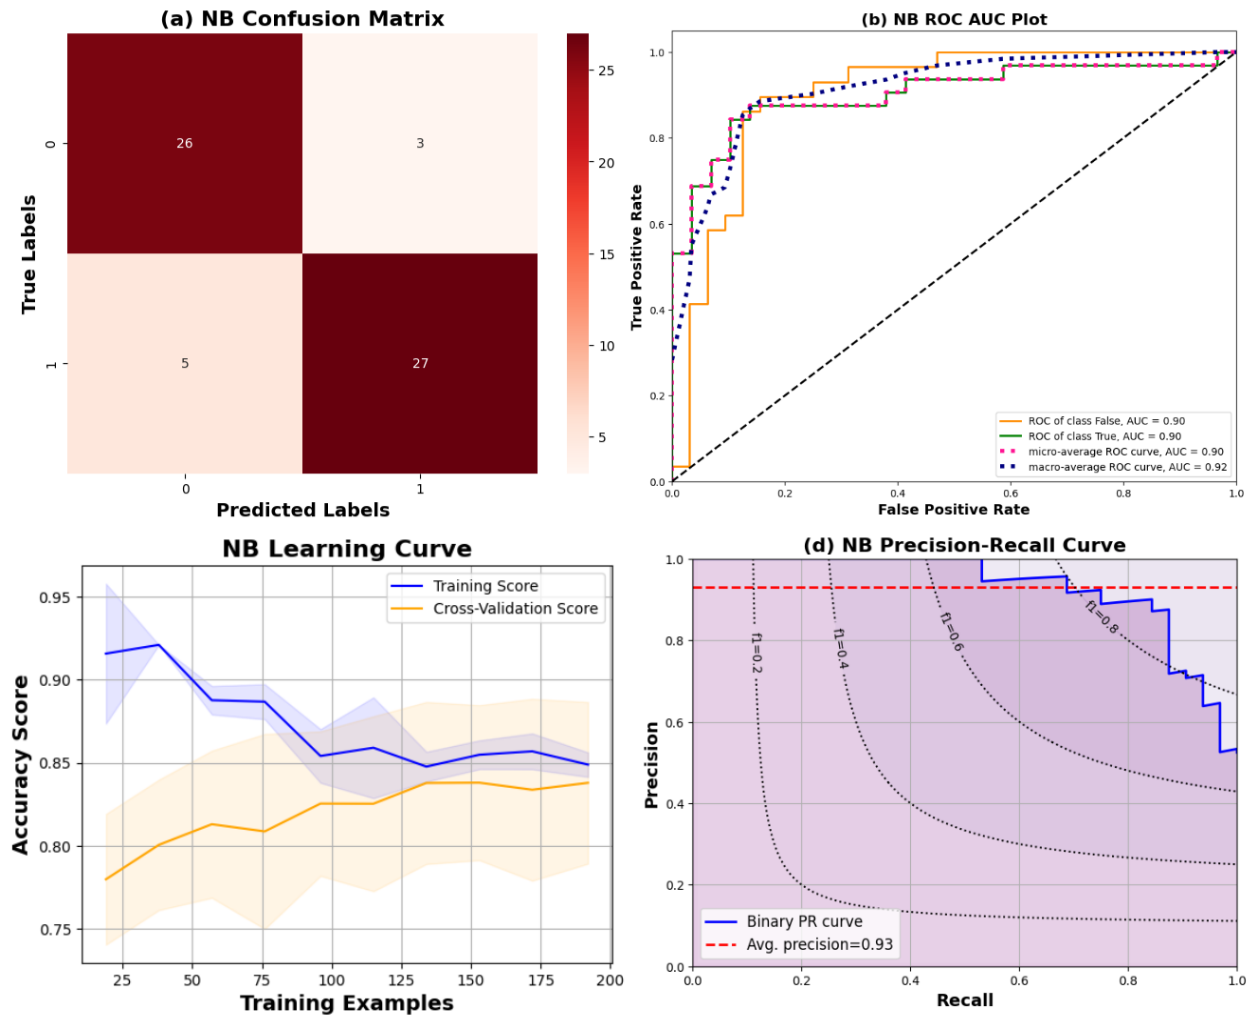 (a) NB Confusion Matrix
True Labels
0
1
26
3
5
27
0
1
Predicted Labels
25
20
15
10
5
(b) NB ROC AUC Plot
True Positive Rate
1.0
0.8
0.6
0.4
0.2
0.0
0.0
0.2
0.4
0.6
0.8
1.0
False Positive Rate
ROC of class False, AUC = 0.90
ROC of class True, AUC = 0.90
micro-average ROC curve, AUC = 0.90
macro-average ROC curve, AUC = 0.92
NB Learning Curve
Accuracy Score
0.95
0.90
0.85
0.80
0.75
Training Score
Cross-Validation Score
25
50
75
100
125
150
175
200
Training Examples
(d) NB Precision-Recall Curve
Precision
1.0
0.8
0.6
0.4
0.2
0.0
f1=0.2
f1=0.4
f1=0.6
f1=0.8
Binary PR curve
Avg. precision=0.93
0.0
0.2
0.4
0.6
0.8
1.0
Recall